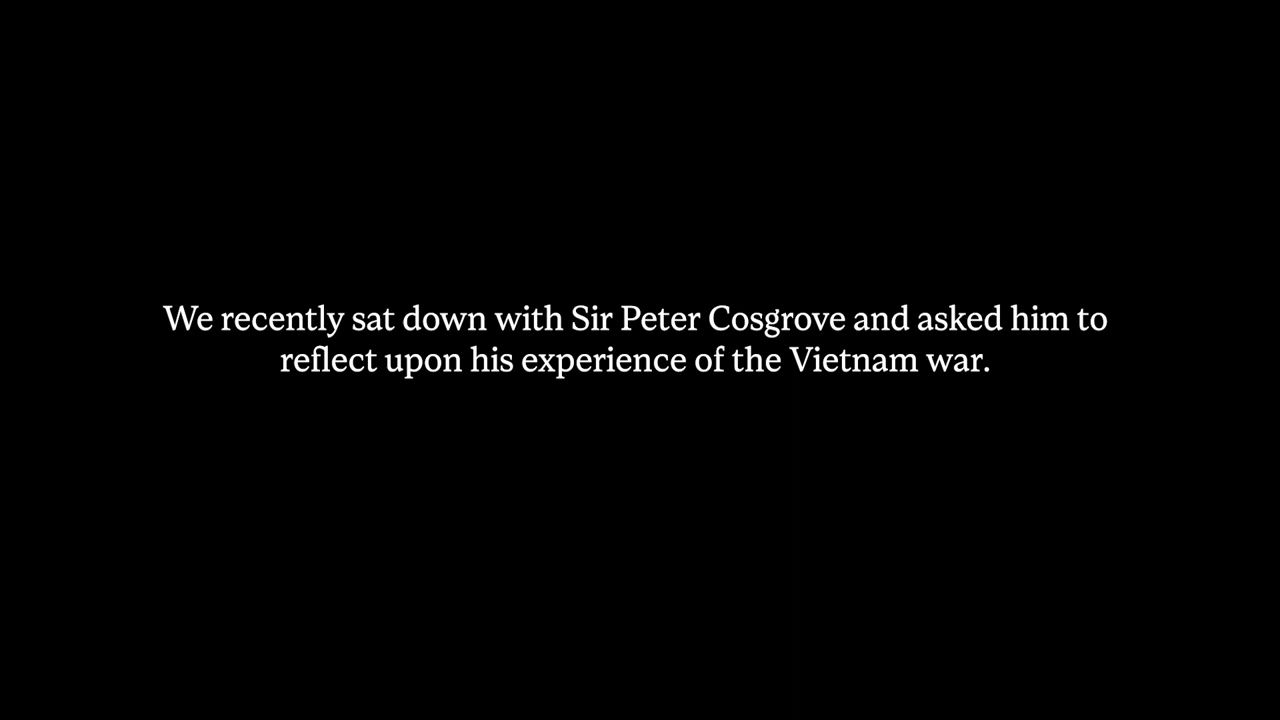 We recently sat down with Sir Peter Cosgrove and asked him to
reflect upon his experience of the Vietnam war.